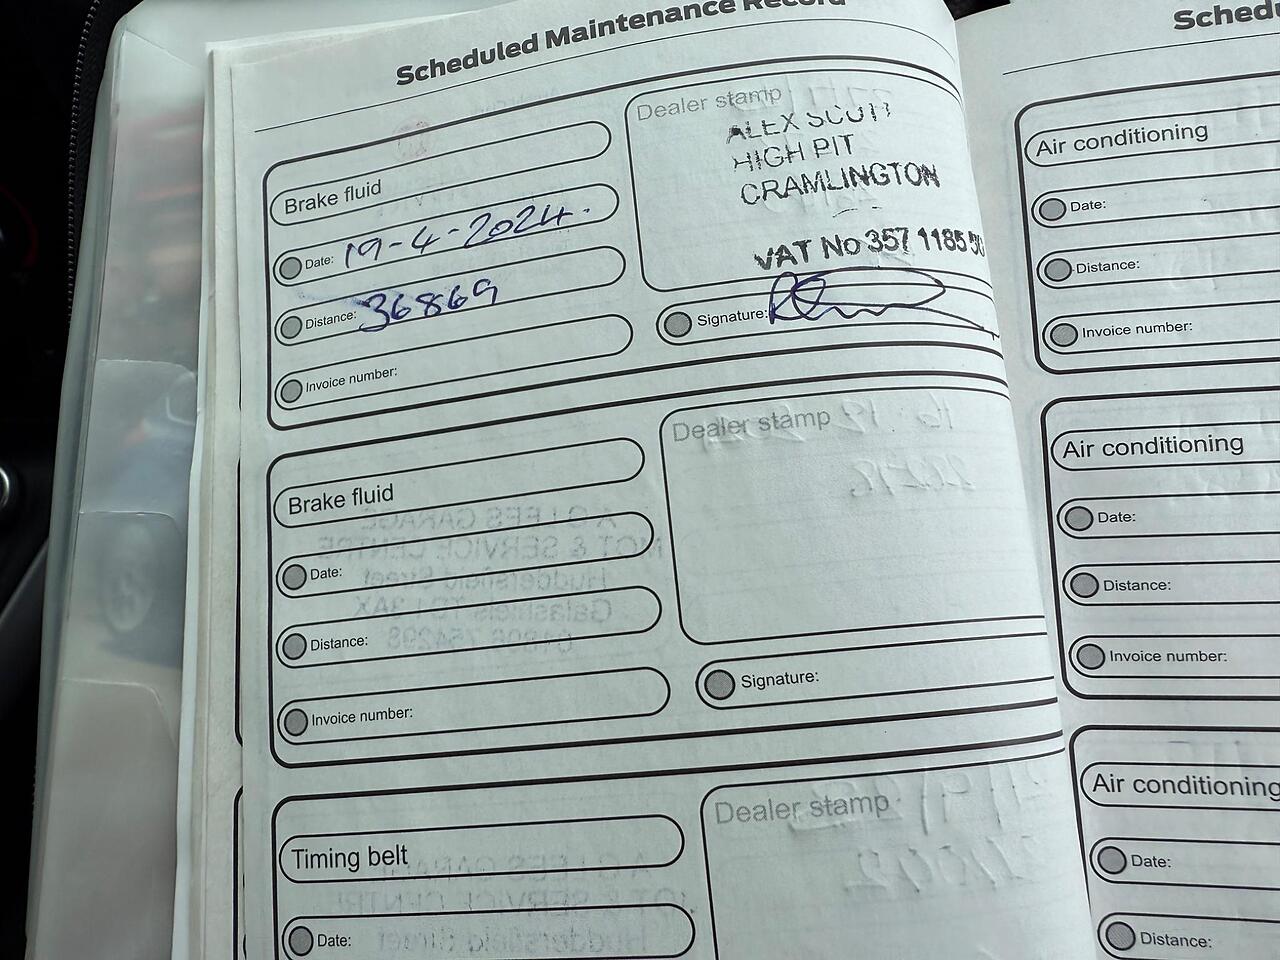 Scheduled Maintenance Record
Brake fluid
Date: 19-4-2024.
Distance: 36869
Invoice number:
Dealer stamp
ALEX SCOTT
HIGH PIT
CRAMLINGTON
VAT No 357 1185
Signature:
Brake fluid
Date:
Distance:
Invoice number:
Dealer stamp
Signature:
Timing belt
Date:
Dealer stamp
Air conditioning
Date:
Distance:
Invoice number:
Air conditioning
Date:
Distance:
Invoice number:
Air conditioning
Date:
Distance: